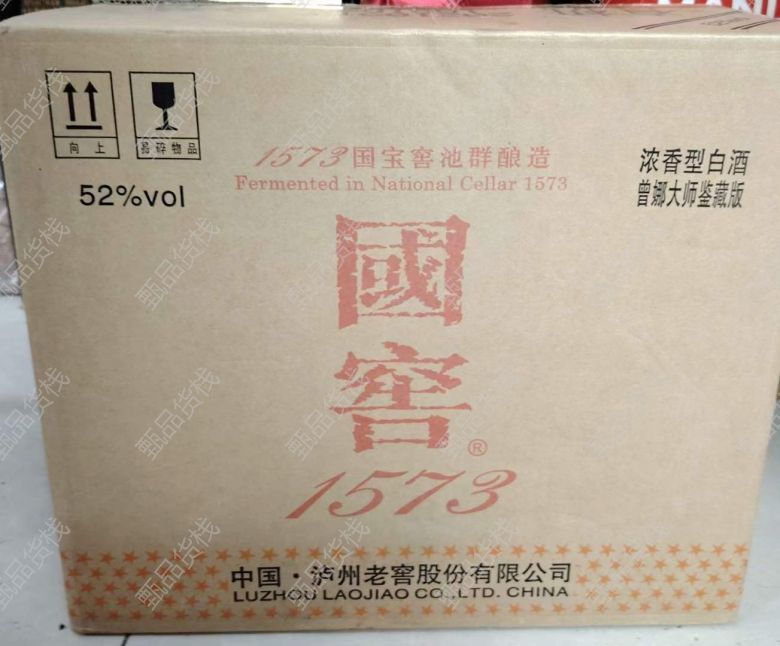 向上
易碎物品
52%vol
1573国宝窖池群酿造
Fermented in National Cellar 1573
浓香型白酒
曾娜大师鉴藏版
國
窖®
1573
中国·泸州老窖股份有限公司
LUZHOU LAOJIAO CO.,LTD. CHINA
甄品货栈